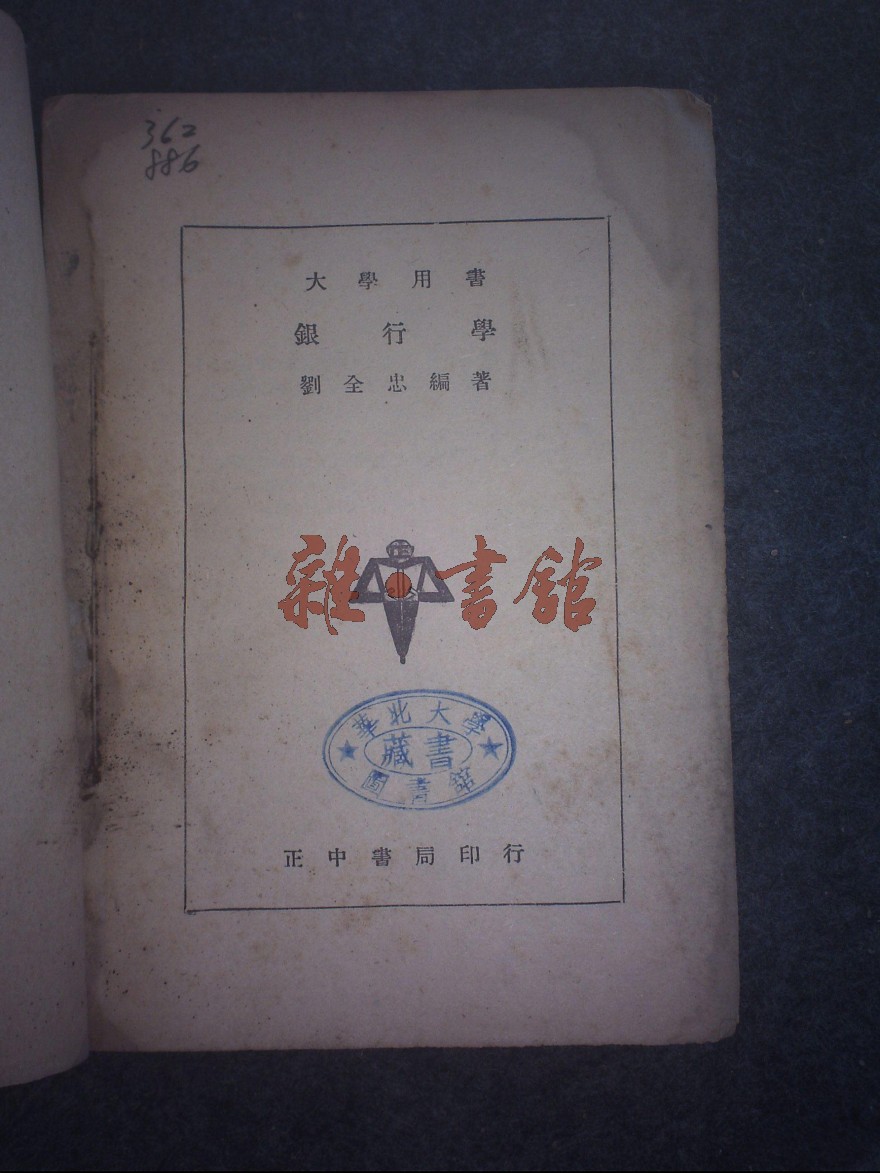 362
886
大學用書
銀行學
劉全忠編著
雜書館
華北大學
藏書
圖書館
正中書局印行